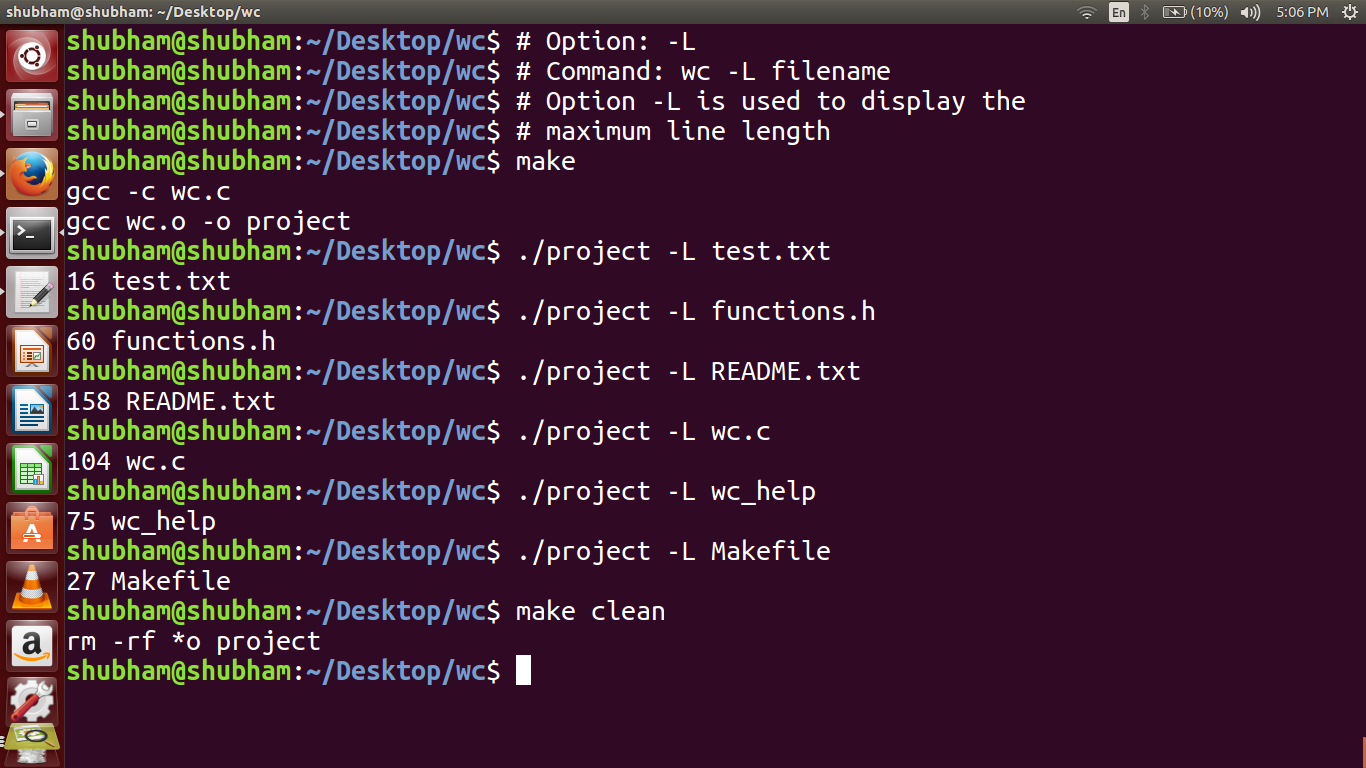 shubham@shubham: ~/Desktop/wc
En
(10%)
5:06 PM
shubham@shubham:~/Desktop/wc$ # Option: -L
shubham@shubham:~/Desktop/wc$ # Command: wc -L filename
shubham@shubham:~/Desktop/wc$ # Option -L is used to display the
shubham@shubham:~/Desktop/wc$ # maximum line length
shubham@shubham:~/Desktop/wc$ make
gcc -c wc.c
gcc wc.o -o project
shubham@shubham:~/Desktop/wc$ ./project -L test.txt
16 test.txt
shubham@shubham:~/Desktop/wc$ ./project -L functions.h
60 functions.h
shubham@shubham:~/Desktop/wc$ ./project -L README.txt
158 README.txt
shubham@shubham:~/Desktop/wc$ ./project -L wc.c
104 wc.c
shubham@shubham:~/Desktop/wc$ ./project -L wc_help
75 wc_help
shubham@shubham:~/Desktop/wc$ ./project -L Makefile
27 Makefile
shubham@shubham:~/Desktop/wc$ make clean
rm -rf *o project
shubham@shubham:~/Desktop/wc$